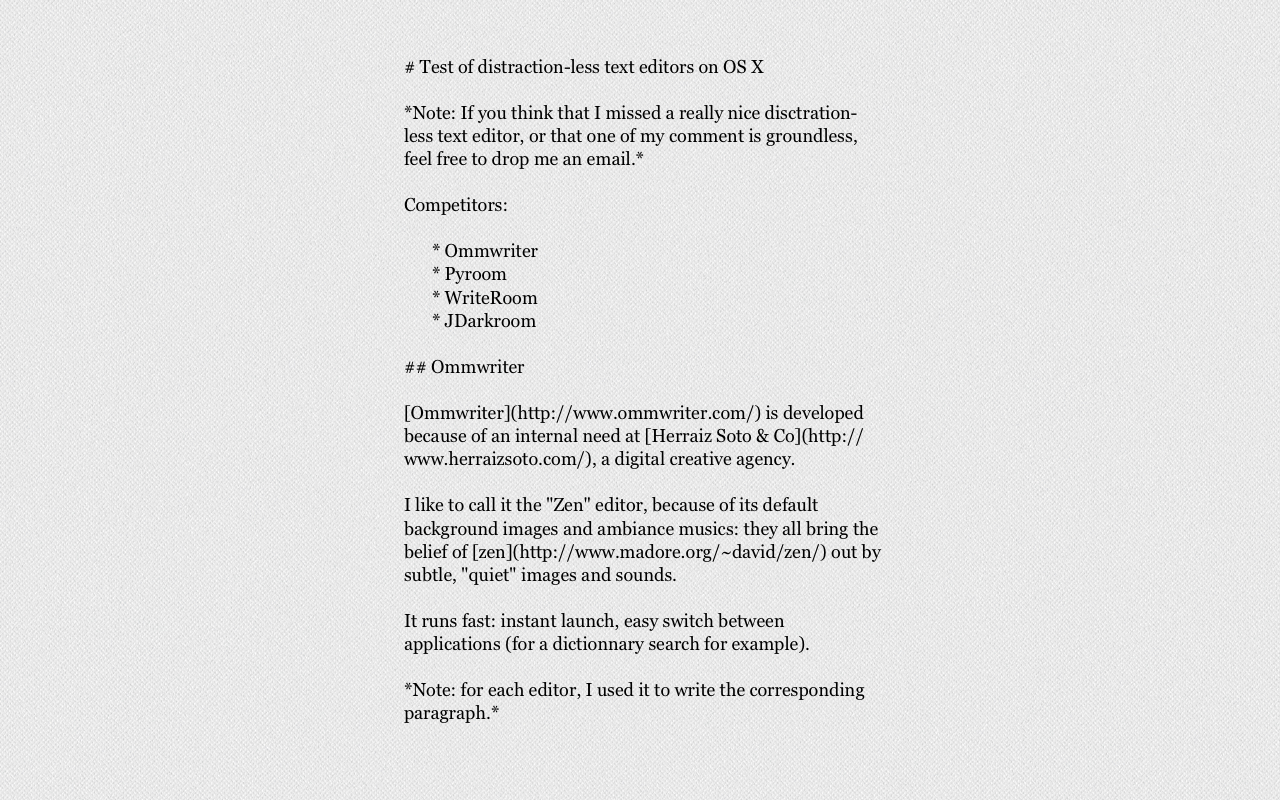 # Test of distraction-less text editors on OS X
*Note: If you think that I missed a really nice disctration-
less text editor, or that one of my comment is groundless,
feel free to drop me an email.*
Competitors:
* Ommwriter
* Pyroom
* WriteRoom
* JDarkroom
## Ommwriter
[Ommwriter](http://www.ommwriter.com/) is developed
because of an internal need at [Herraiz Soto & Co](http://
www.herraizsoto.com/), a digital creative agency.
I like to call it the "Zen" editor, because of its default
background images and ambiance musics: they all bring the
belief of [zen](http://www.madore.org/~david/zen/) out by
subtle, "quiet" images and sounds.
It runs fast: instant launch, easy switch between
applications (for a dictionnary search for example).
*Note: for each editor, I used it to write the corresponding
paragraph.*